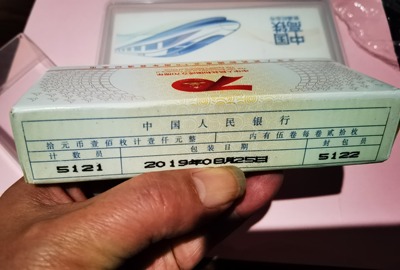 中国高铁
70
中国人民银行
拾元币壹佰枚计壹仟元整 内有伍卷每卷贰拾枚
计数员 包装日期 封包员
5121 2019年08月25日 5122